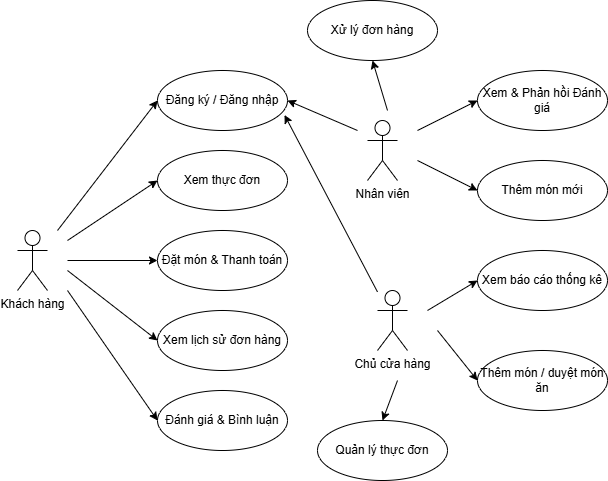 Xử lý đơn hàng
Đăng ký / Đăng nhập
Xem & Phản hồi Đánh
giá
Xem thực đơn
Nhân viên
Thêm món mới
Khách hàng
Đặt món & Thanh toán
Xem báo cáo thống kê
Xem lịch sử đơn hàng
Chủ cửa hàng
Thêm món / duyệt món
ăn
Đánh giá & Bình luận
Quản lý thực đơn